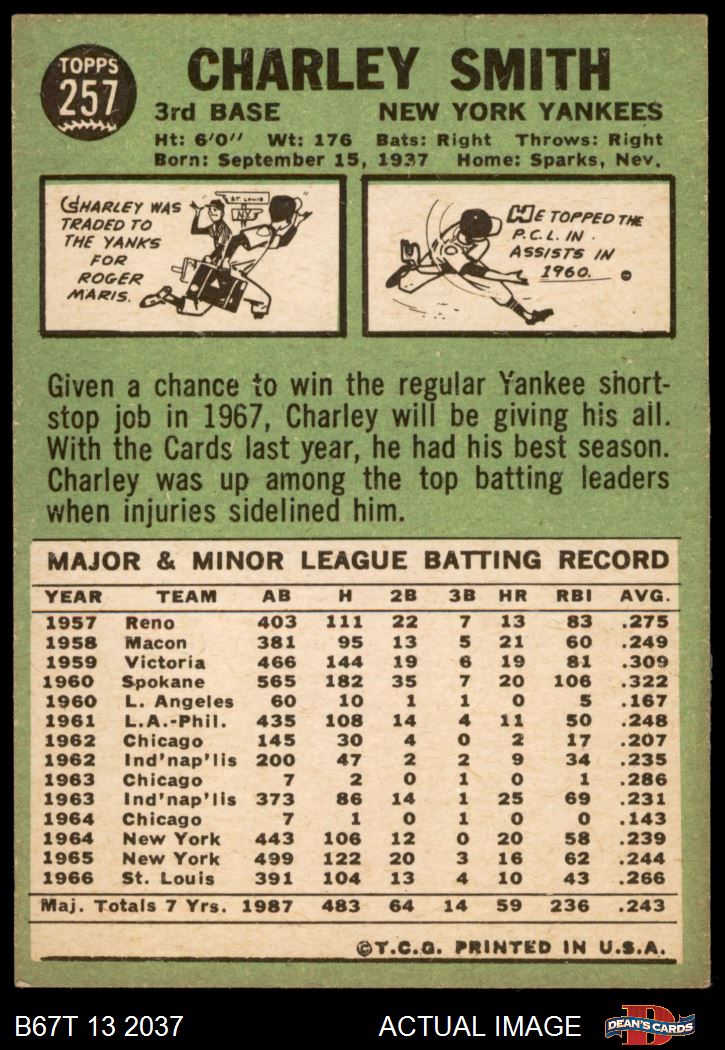 TOPPS
257
CHARLEY SMITH
3rd BASE NEW YORK YANKEES
Ht: 6'0" Wt: 176 Bats: Right Throws: Right
Born: September 15, 1937 Home: Sparks, Nev.
CHARLEY WAS
TRADED TO
THE YANKS
FOR
ROGER
MARIS.
ST. LOUIS
N.Y.
HE TOPPED THE
P.C.L. IN
ASSISTS IN
1960.
Given a chance to win the regular Yankee short-
stop job in 1967, Charley will be giving his all.
With the Cards last year, he had his best season.
Charley was up among the top batting leaders
when injuries sidelined him.
MAJOR & MINOR LEAGUE BATTING RECORD
YEAR TEAM AB H 2B 3B HR RBI AVG.
1957 Reno 403 111 22 7 13 83 .275
1958 Macon 381 95 13 5 21 60 .249
1959 Victoria 466 144 19 6 19 81 .309
1960 Spokane 565 182 35 7 20 106 .322
1960 L. Angeles 60 10 1 1 0 5 .167
1961 L.A.-Phil. 435 108 14 4 11 50 .248
1962 Chicago 145 30 4 0 2 17 .207
1962 Ind'nap'lis 200 47 2 2 9 34 .235
1963 Chicago 7 2 0 1 0 1 .286
1963 Ind'nap'lis 373 86 14 1 25 69 .231
1964 Chicago 7 1 0 1 0 0 .143
1964 New York 443 106 12 0 20 58 .239
1965 New York 499 122 20 3 16 62 .244
1966 St. Louis 391 104 13 4 10 43 .266
Maj. Totals 7 Yrs. 1987 483 64 14 59 236 .243
©T.C.G. PRINTED IN U.S.A.
B67T 13 2037 ACTUAL IMAGE
DEAN'S CARDS